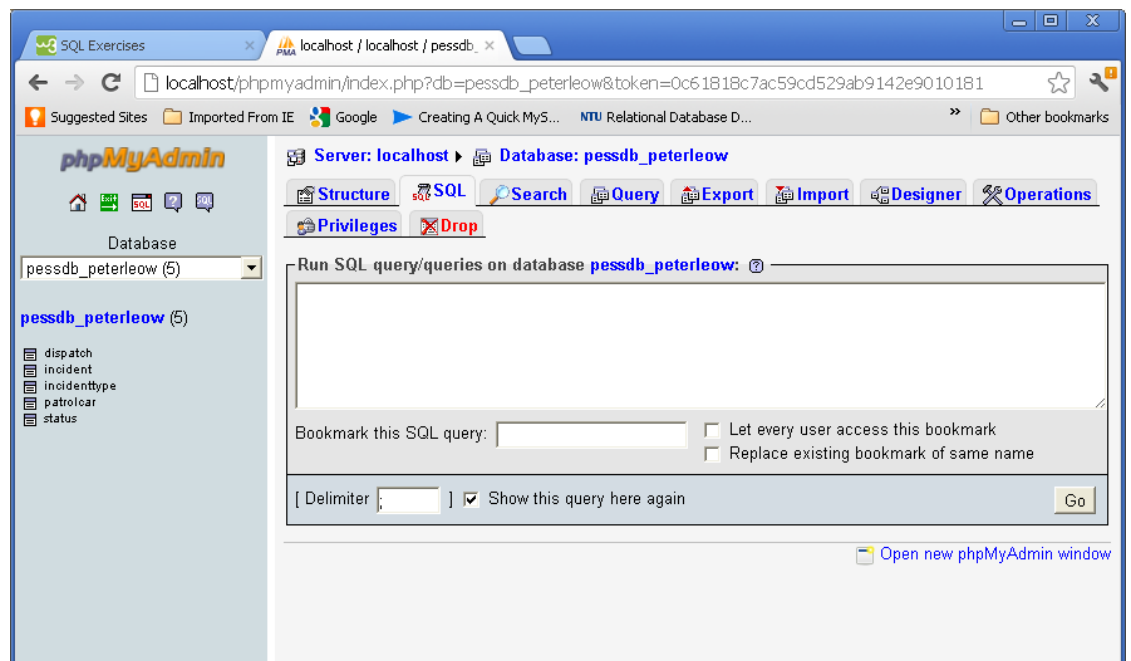 SQL Exercises
localhost / localhost / pessdb_
localhost/phpmyadmin/index.php?db=pessdb_peterleow&token=0c61818c7ac59cd529ab9142e9010181
Suggested Sites Imported From IE Google Creating A Quick MyS... NTU Relational Database D... » Other bookmarks
phpMyAdmin
Server: localhost Database: pessdb_peterleow
Structure SQL Search Query Export Import Designer Operations
Privileges Drop
Database
pessdb_peterleow (5)
pessdb_peterleow (5)
dispatch
incident
incidenttype
patrolcar
status
Run SQL query/queries on database pessdb_peterleow:
Bookmark this SQL query: Let every user access this bookmark
Replace existing bookmark of same name
[ Delimiter ; ] Show this query here again Go
Open new phpMyAdmin window